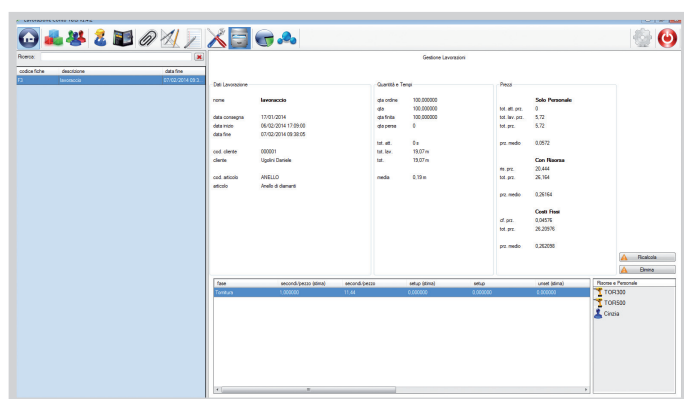 Ricerca:
Gestione Lavorazioni
codice fiche descrizione data fine
F3 lavoraccio 07/02/2014 09:3...
Dati Lavorazione Quantità e Tempi Prezzi
nome lavoraccio qta ordine 100,000000 Solo Personale
qta 100,000000 tot. att. prs. 0
data consegna 17/01/2014 qta finita 100,000000 tot. lav. prs. 5,72
data inizio 06/02/2014 17:09:00 qta persa 0 tot. prs. 5,72
data fine 07/02/2014 09:38:05
tot. att. 0 s prz. medio 0,0572
cod. cliente 000001 tot. lav. 19,07 m
cliente Ugolini Daniele tot. 19,07 m Con Risorsa
ris. prz. 20,444
cod. articolo ANELLO media 0,19 m tot. prz. 26,164
articolo Anello di diamanti
prz. medio 0,26164
Costi Fissi
cf. prz. 0,04576
tot. prz. 26,20976
prz. medio 0,262098
Ricalcola
Elimina
fase secondi/pezzo (stima) secondi/pezzo setup (stima) setup unset (stima)
Tornitura 1,000000 11,44 0,000000 0,000000 0,000000
Risorse e Personale
TOR300
TOR500
Cinzia